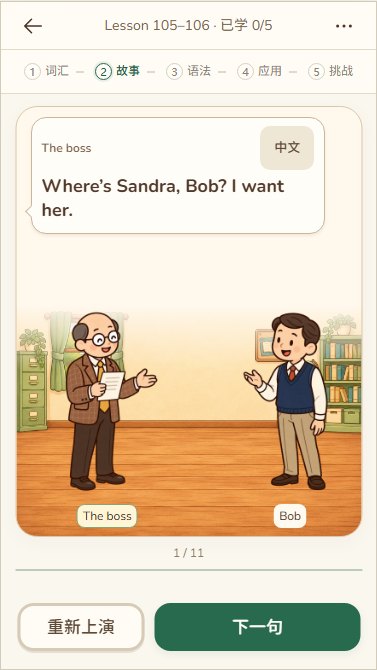 Lesson 105–106 · 已学 0/5
1 词汇 – 2 故事 – 3 语法 – 4 应用 – 5 挑战
The boss
中文
Where’s Sandra, Bob? I want
her.
The boss
Bob
1 / 11
重新上演
下一句